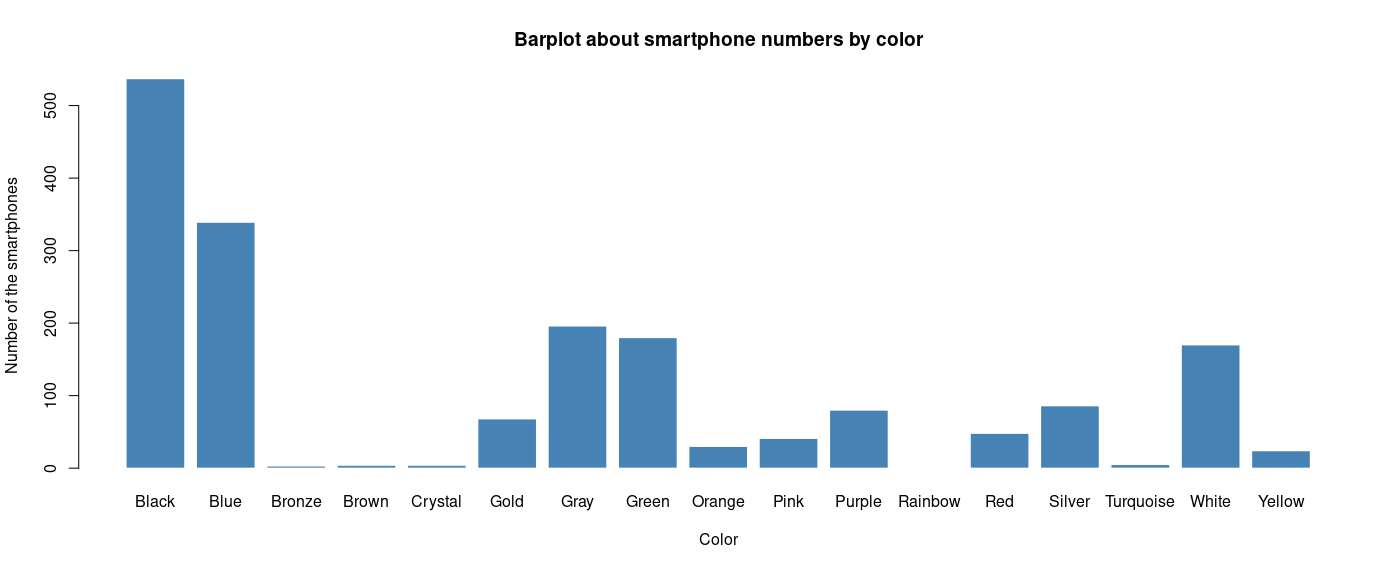 Barplot about smartphone numbers by color
Number of the smartphones
500
400
300
200
100
0
Black Blue Bronze Brown Crystal Gold Gray Green Orange Pink Purple Rainbow Red Silver Turquoise White Yellow
Color